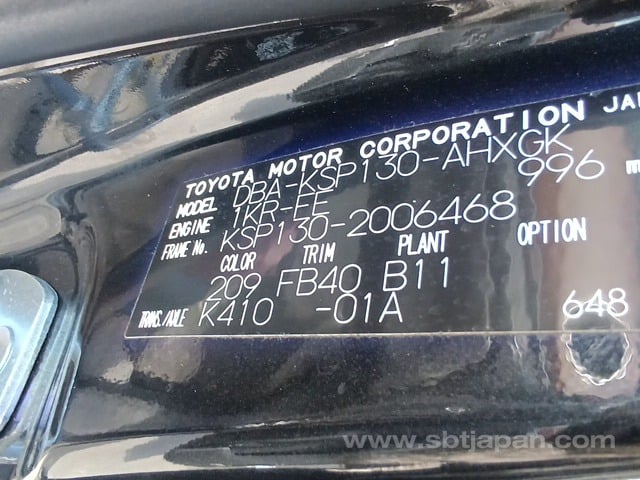 TOYOTA MOTOR CORPORATION JA
MODEL DBA-KSP130-AHXGK
ENGINE 1KR-FE 996
FRAME No. KSP130-2006468
COLOR TRIM PLANT OPTION
209 FB40 B11
TRANS./AXLE K410 -01A 648
www.sbtjapan.com